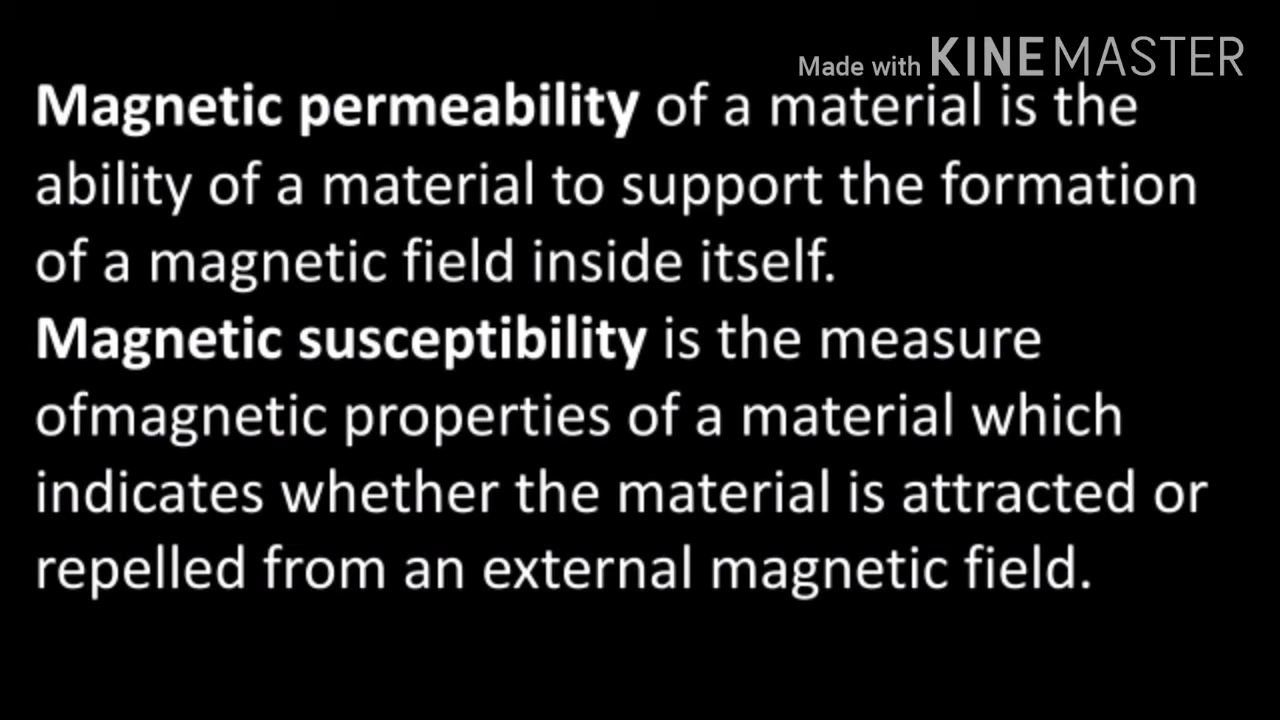 Made with KINEMASTER
Magnetic permeability of a material is the
ability of a material to support the formation
of a magnetic field inside itself.
Magnetic susceptibility is the measure
ofmagnetic properties of a material which
indicates whether the material is attracted or
repelled from an external magnetic field.